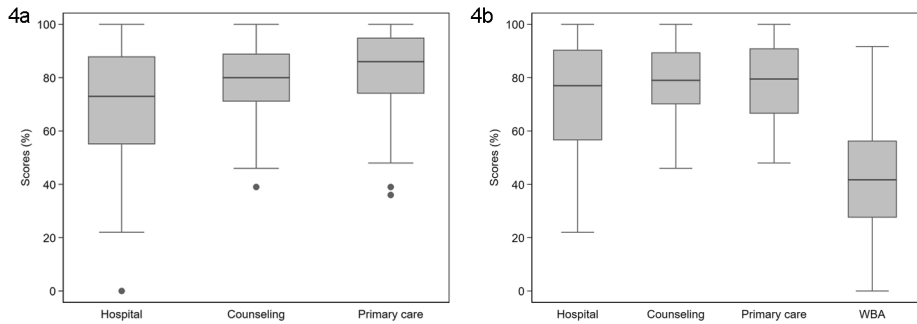 4a
100
80
60
40
20
0
Scores (%)
Hospital Counseling Primary care
4b
100
80
60
40
20
0
Scores (%)
Hospital Counseling Primary care WBA